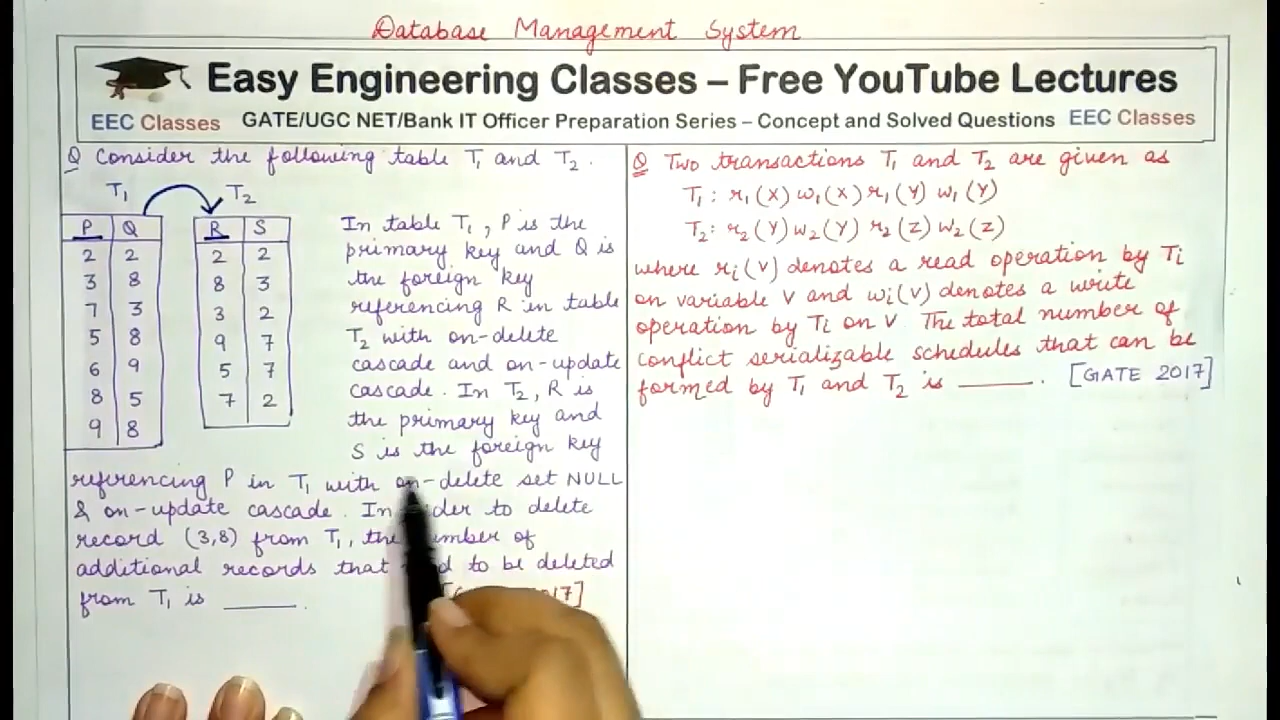 Database Management System
Easy Engineering Classes – Free YouTube Lectures
EEC Classes GATE/UGC NET/Bank IT Officer Preparation Series – Concept and Solved Questions EEC Classes
Q Consider the following table T1 and T2.
T1 T2
P Q R S
2 2 2 2
3 8 8 3
7 3 3 2
5 8 9 7
6 9 5 7
8 5 7 2
9 8
In table T1, P is the
primary key and Q is
the foreign key
referencing R in table
T2 with on-delete
cascade and on-update
cascade. In T2, R is
the primary key and
S is the foreign key
referencing P in T1 with on-delete set NULL
& on-update cascade. In to delete
record (3,8) from T1, the of
additional records that to be deleted
from T1 is ____.
Q Two transactions T1 and T2 are given as
T1: r1(X) w1(X) r1(Y) w1(Y)
T2: r2(Y) w2(Y) r2(Z) w2(Z)
where ri(V) denotes a read operation by Ti
on variable V and wi(V) denotes a write
operation by Ti on V. The total number of
conflict serializable schedules that can be
formed by T1 and T2 is ____. [GATE 2017]